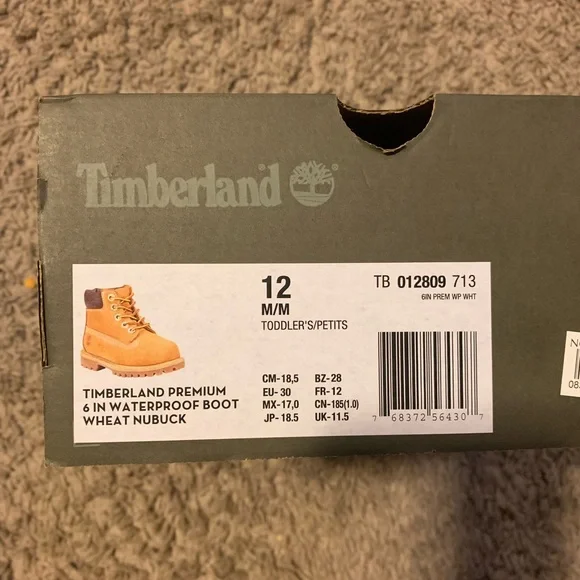 Timberland®
12
M/M
TODDLER'S/PETITS
TB 012809 713
6IN PREM WP WHT
TIMBERLAND PREMIUM
6 IN WATERPROOF BOOT
WHEAT NUBUCK
CM-18,5 BZ-28
EU- 30 FR-12
MX-17,0 CN-185(1.0)
JP- 18.5 UK-11.5
7 68372 56430 7